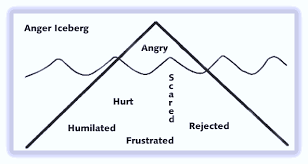 Anger Iceberg
Angry
Scared
Hurt
Humilated
Rejected
Frustrated